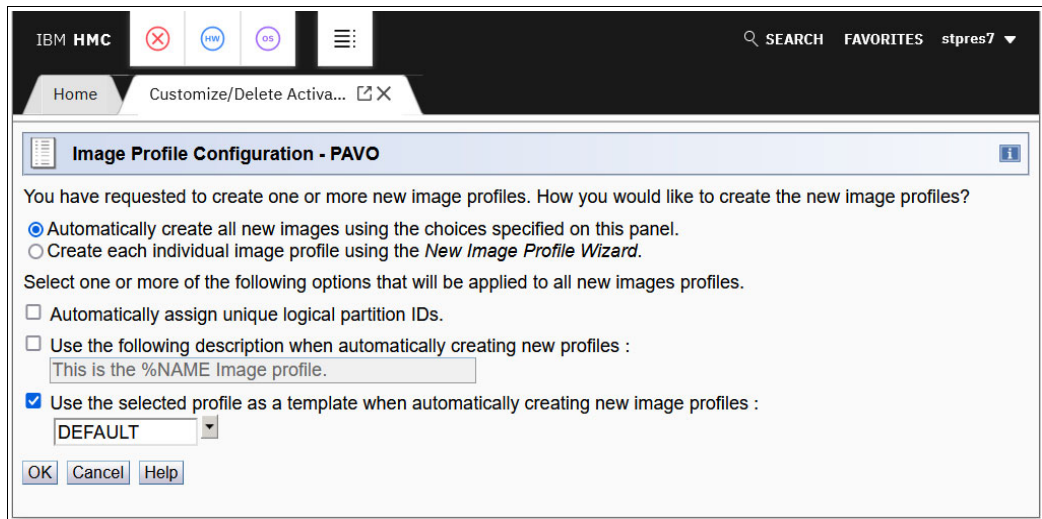 IBM HMC
HW
OS
SEARCH FAVORITES stpres7
Home Customize/Delete Activa...
Image Profile Configuration - PAVO
i
You have requested to create one or more new image profiles. How you would like to create the new image profiles?
Automatically create all new images using the choices specified on this panel.
Create each individual image profile using the New Image Profile Wizard.
Select one or more of the following options that will be applied to all new images profiles.
Automatically assign unique logical partition IDs.
Use the following description when automatically creating new profiles :
This is the %NAME Image profile.
Use the selected profile as a template when automatically creating new image profiles :
DEFAULT
OK Cancel Help